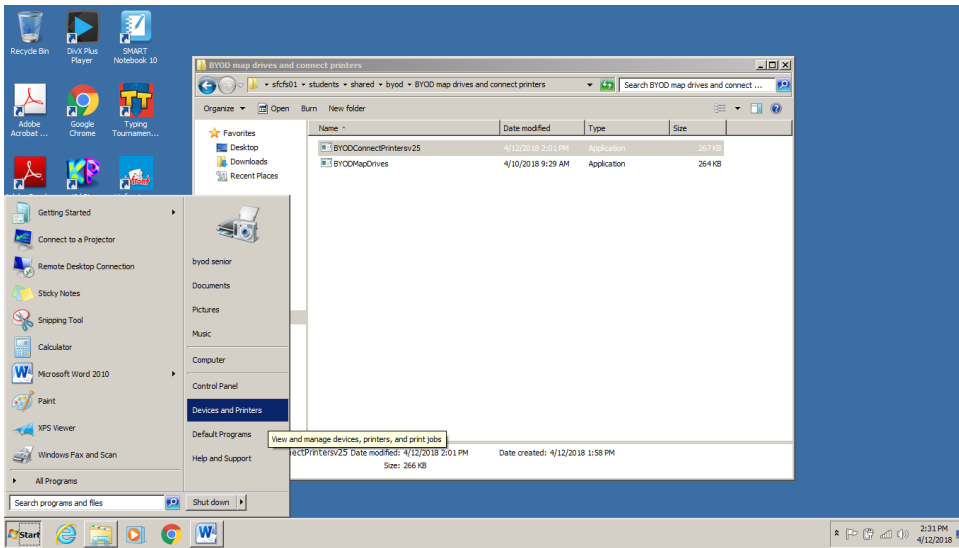 Recycle Bin
DivX Plus Player
SMART Notebook 10
Adobe Acrobat ...
Google Chrome
Typing Tournamen...
BYOD map drives and connect printers
sfcfs01 students shared byod BYOD map drives and connect printers
Search BYOD map drives and connect ...
Organize Open Burn New folder
Favorites
Desktop
Downloads
Recent Places
Name Date modified Type Size
BYODConnectPrintersv25 4/12/2018 2:01 PM Application 267 KB
BYODMapDrives 4/10/2018 9:29 AM Application 264 KB
Getting Started
Connect to a Projector
Remote Desktop Connection
Sticky Notes
Snipping Tool
Calculator
Microsoft Word 2010
Paint
XPS Viewer
Windows Fax and Scan
All Programs
Search programs and files
byod senior
Documents
Pictures
Music
Computer
Control Panel
Devices and Printers
Default Programs
Help and Support
Shut down
View and manage devices, printers, and print jobs
ectPrintersv25 Date modified: 4/12/2018 2:01 PM Date created: 4/12/2018 1:58 PM
Size: 266 KB
Start
2:31 PM
4/12/2018